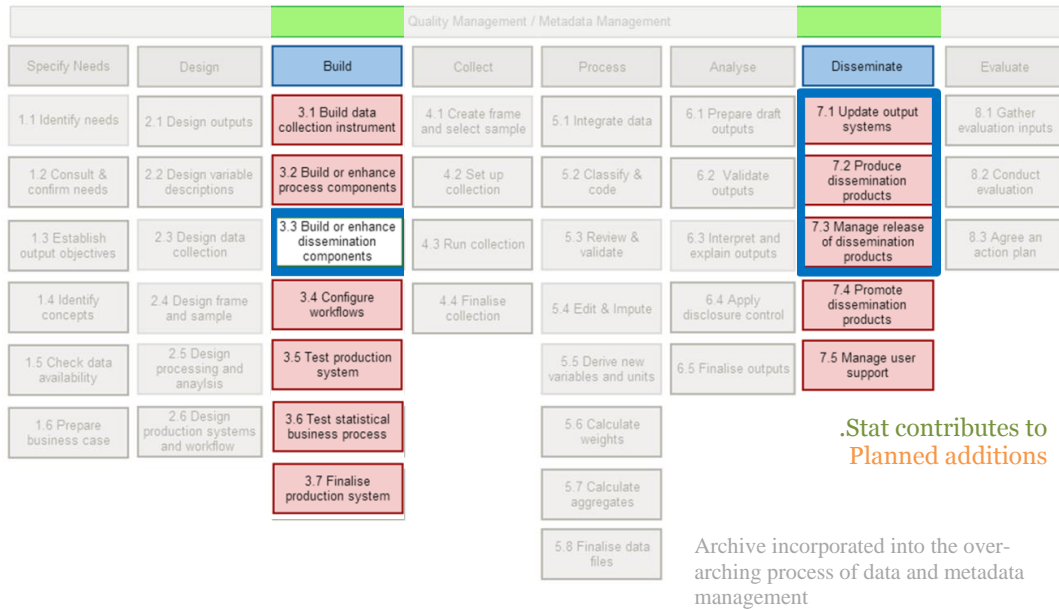 Quality Management / Metadata Management
Specify Needs
Design
Build
Collect
Process
Analyse
Disseminate
Evaluate
1.1 Identify needs
2.1 Design outputs
3.1 Build data
collection instrument
4.1 Create frame
and select sample
5.1 Integrate data
6.1 Prepare draft
outputs
7.1 Update output
systems
8.1 Gather
evaluation inputs
1.2 Consult &
confirm needs
2.2 Design variable
descriptions
3.2 Build or enhance
process components
4.2 Set up
collection
5.2 Classify &
code
6.2 Validate
outputs
7.2 Produce
dissemination
products
8.2 Conduct
evaluation
1.3 Establish
output objectives
2.3 Design data
collection
3.3 Build or enhance
dissemination
components
4.3 Run collection
5.3 Review &
validate
6.3 Interpret and
explain outputs
7.3 Manage release
of dissemination
products
8.3 Agree an
action plan
1.4 Identify
concepts
2.4 Design frame
and sample
3.4 Configure
workflows
4.4 Finalise
collection
5.4 Edit & Impute
6.4 Apply
disclosure control
7.4 Promote
dissemination
products
1.5 Check data
availability
2.5 Design
processing and
anaylsis
3.5 Test production
system
5.5 Derive new
variables and units
6.5 Finalise outputs
7.5 Manage user
support
1.6 Prepare
business case
2.6 Design
production systems
and workflow
3.6 Test statistical
business process
5.6 Calculate
weights
3.7 Finalise
production system
5.7 Calculate
aggregates
5.8 Finalise data
files
.Stat contributes to
Planned additions
Archive incorporated into the over-
arching process of data and metadata
management